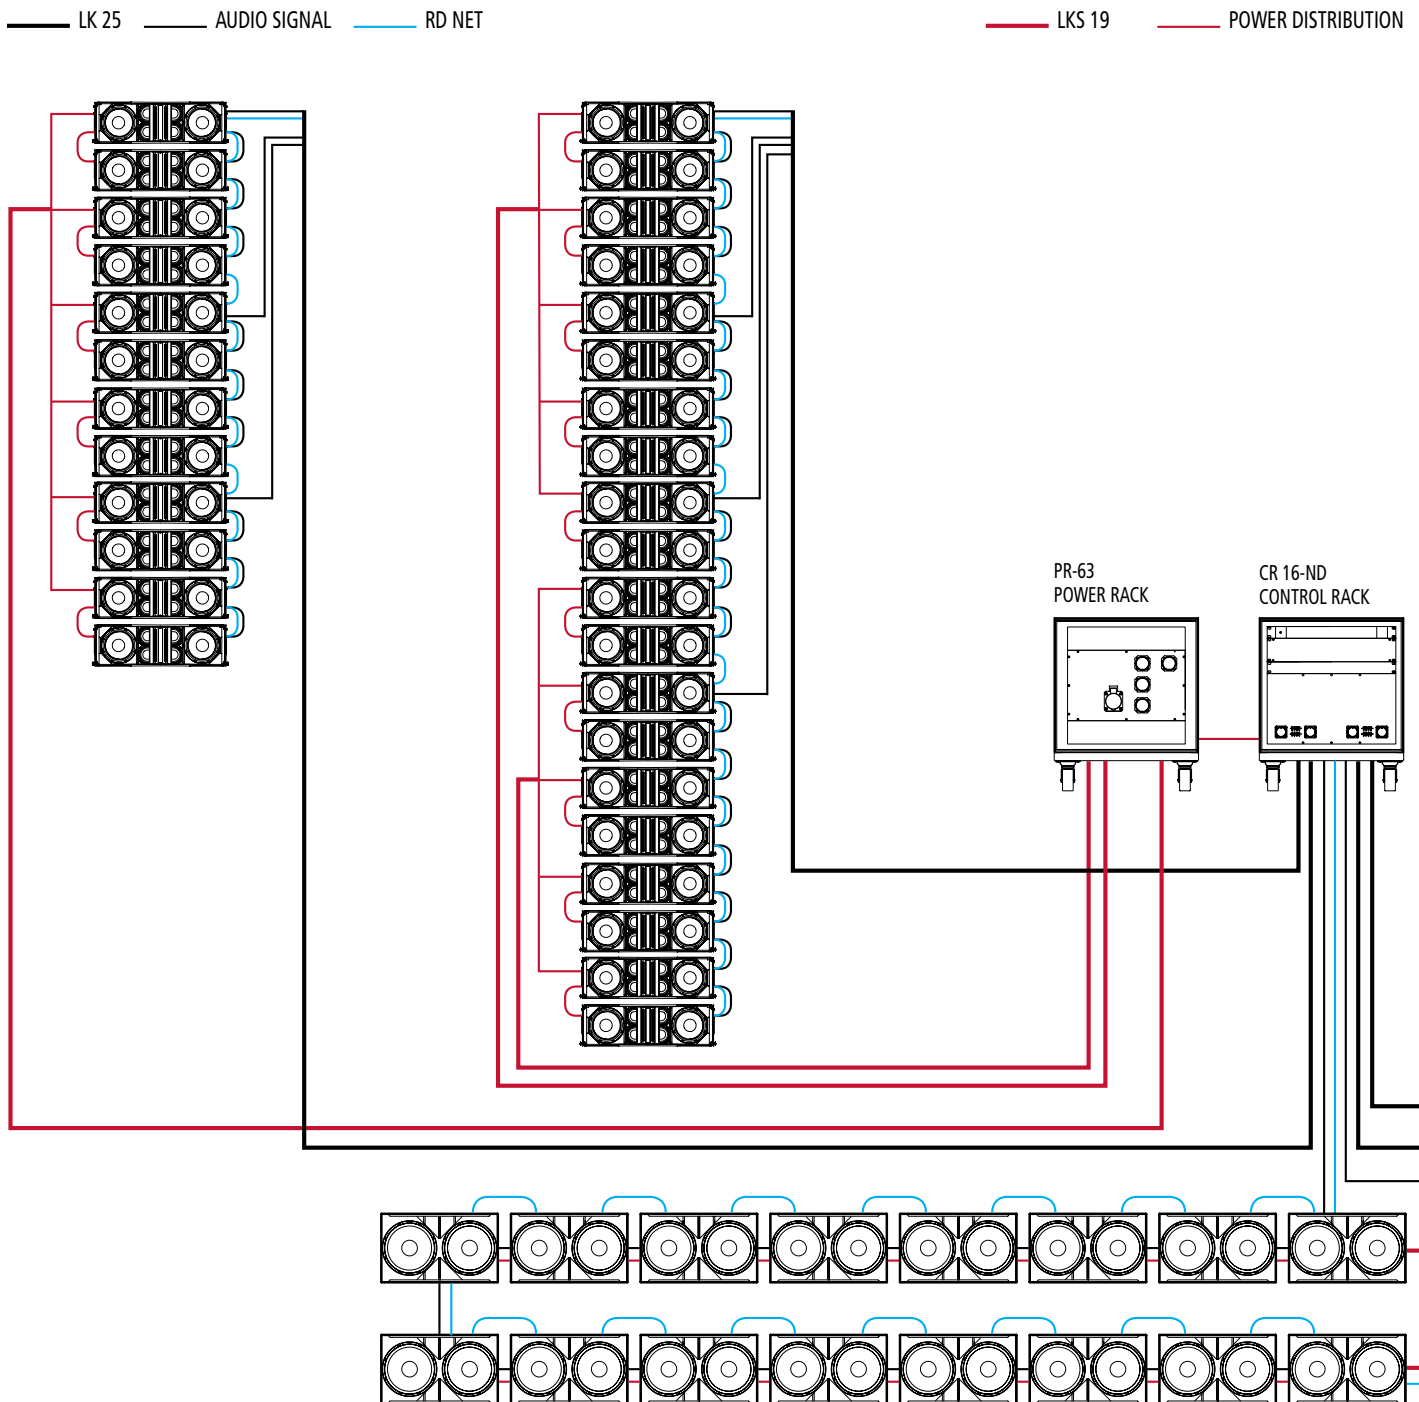 LK 25 AUDIO SIGNAL RD NET LKS 19 POWER DISTRIBUTION
PR-63
POWER RACK
CR 16-ND
CONTROL RACK